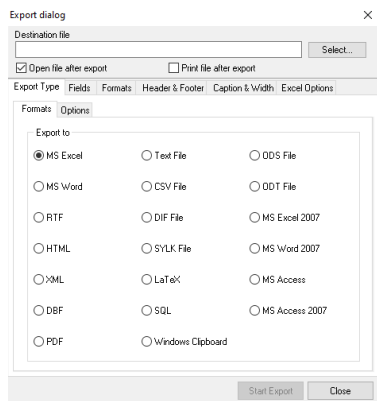 Export dialog
Destination file
Select...
Open file after export Print file after export
Export Type Fields Formats Header & Footer Caption & Width Excel Options
Formats Options
Export to
MS Excel Text File ODS File
MS Word CSV File ODT File
RTF DIF File MS Excel 2007
HTML SYLK File MS Word 2007
XML LaTeX MS Access
DBF SQL MS Access 2007
PDF Windows Clipboard
Start Export Close